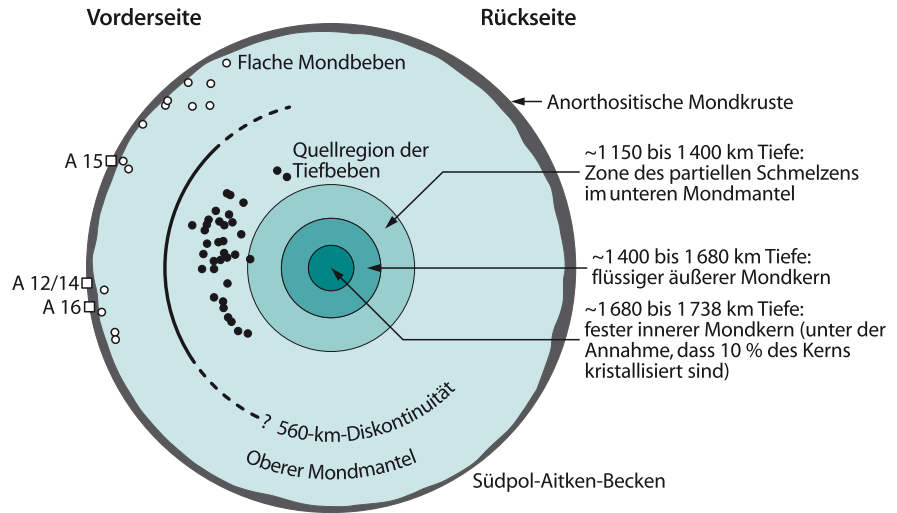 Vorderseite
Rückseite
Flache Mondbeben
Anorthositische Mondkruste
A 15
Quellregion der
Tiefbeben
~1 150 bis 1 400 km Tiefe:
Zone des partiellen Schmelzens
im unteren Mondmantel
~1 400 bis 1 680 km Tiefe:
flüssiger äußerer Mondkern
A 12/14
A 16
~1 680 bis 1 738 km Tiefe:
fester innerer Mondkern (unter der
Annahme, dass 10 % des Kerns
kristallisiert sind)
? 560-km-Diskontinuität
Oberer Mondmantel
Südpol-Aitken-Becken